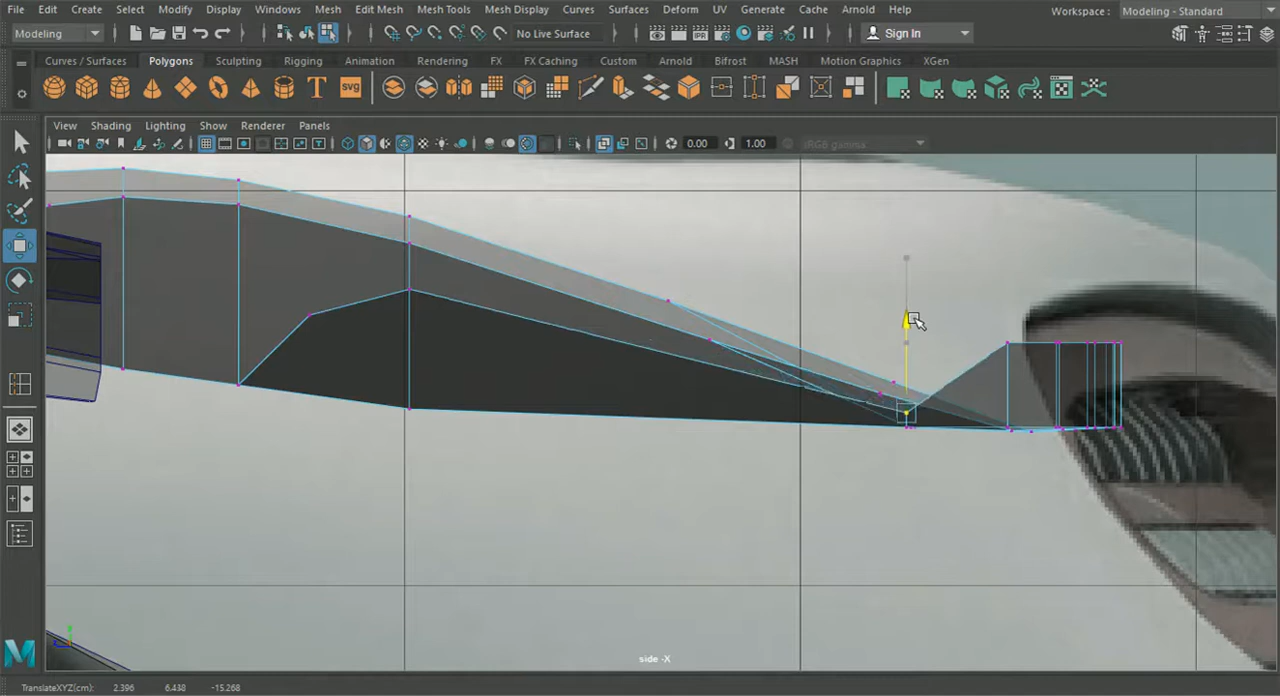 File Edit Create Select Modify Display Windows Mesh Edit Mesh Mesh Tools Mesh Display Curves Surfaces Deform UV Generate Cache Arnold Help Workspace: Modeling - Standard
Modeling No Live Surface Sign In
Curves / Surfaces Polygons Sculpting Rigging Animation Rendering FX FX Caching Custom Arnold Bifrost MASH Motion Graphics XGen
T SVG
View Shading Lighting Show Renderer Panels
0.00 1.00 sRGB gamma
side -X
M
TranslateXYZ(cm): 2.396 6.438 -15.268